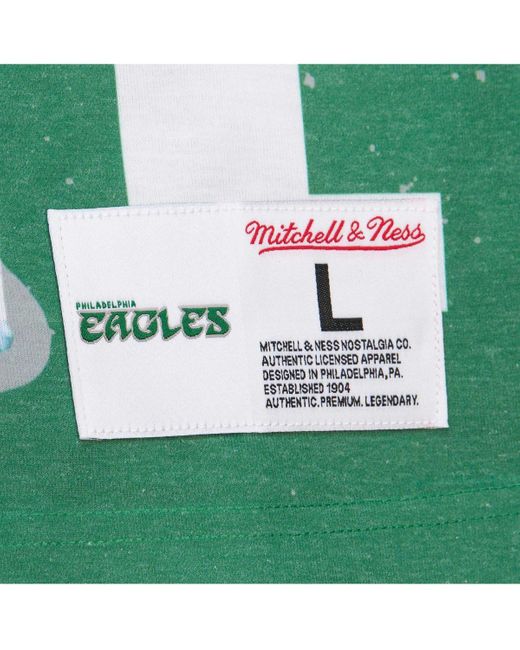 Mitchell & Ness
L
PHILADELPHIA
EAGLES
MITCHELL & NESS NOSTALGIA CO.
AUTHENTIC LICENSED APPAREL
DESIGNED IN PHILADELPHIA, PA.
ESTABLISHED 1904
AUTHENTIC. PREMIUM. LEGENDARY.